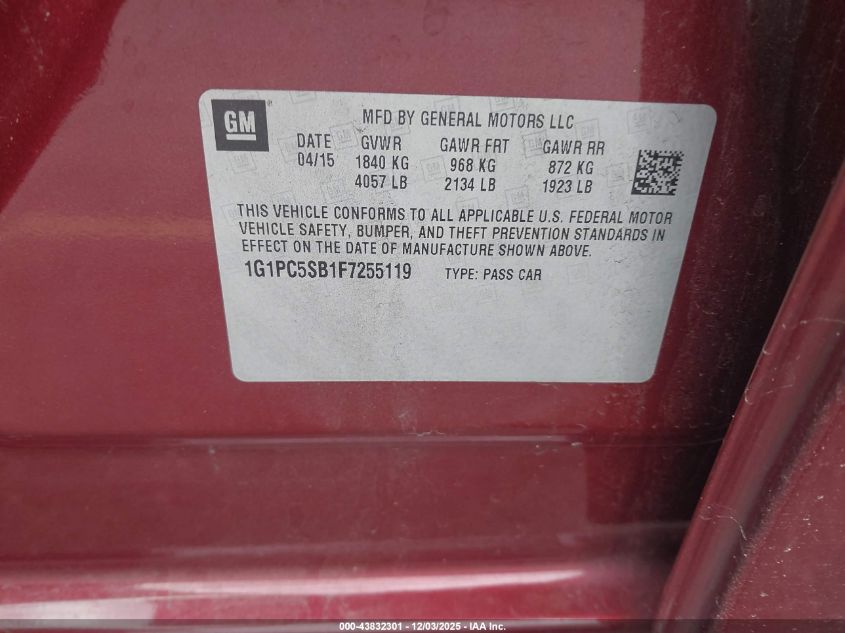 GM®
MFD BY GENERAL MOTORS LLC
DATE GVWR GAWR FRT GAWR RR
04/15 1840 KG 968 KG 872 KG
4057 LB 2134 LB 1923 LB
THIS VEHICLE CONFORMS TO ALL APPLICABLE U.S. FEDERAL MOTOR
VEHICLE SAFETY, BUMPER, AND THEFT PREVENTION STANDARDS IN
EFFECT ON THE DATE OF MANUFACTURE SHOWN ABOVE.
1G1PC5SB1F7255119 TYPE: PASS CAR
000-43832301 - 12/03/2025 - IAA Inc.